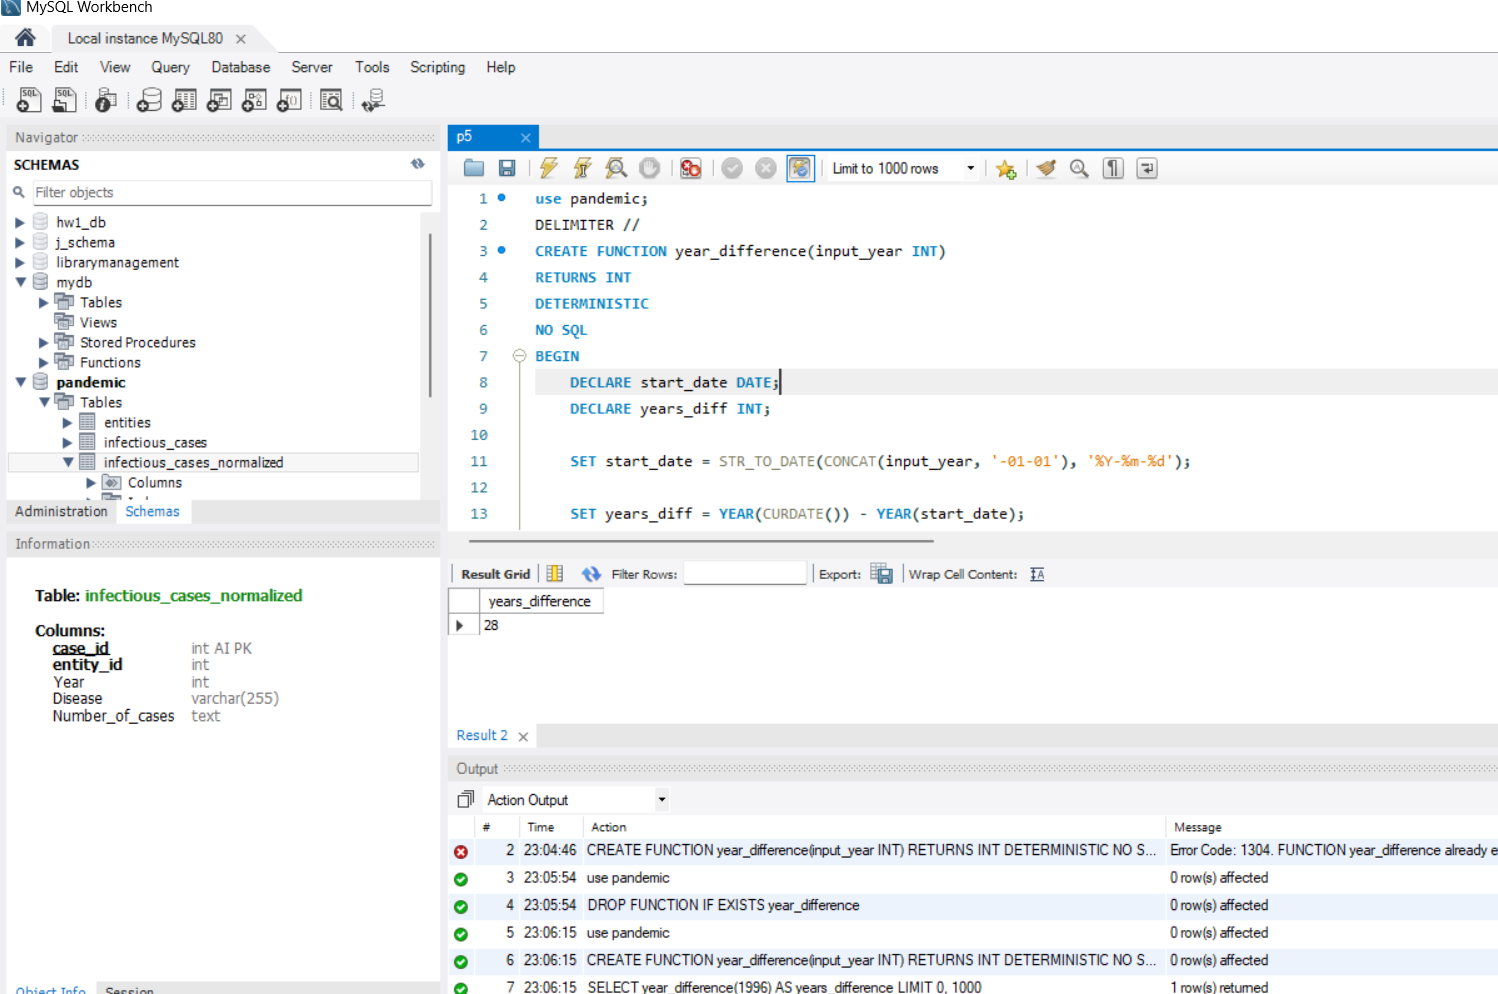 MySQL Workbench
Local instance MySQL80
File Edit View Query Database Server Tools Scripting Help
Navigator
SCHEMAS
Filter objects
hw1_db
j_schema
librarymanagement
mydb
Tables
Views
Stored Procedures
Functions
pandemic
Tables
entities
infectious_cases
infectious_cases_normalized
Columns
Administration Schemas
Information
Table: infectious_cases_normalized
Columns:
case_id int AI PK
entity_id int
Year int
Disease varchar(255)
Number_of_cases text
Object Info Session
p5
Limit to 1000 rows
1 use pandemic;
2 DELIMITER //
3 CREATE FUNCTION year_difference(input_year INT)
4 RETURNS INT
5 DETERMINISTIC
6 NO SQL
7 BEGIN
8 DECLARE start_date DATE;
9 DECLARE years_diff INT;
10
11 SET start_date = STR_TO_DATE(CONCAT(input_year, '-01-01'), '%Y-%m-%d');
12
13 SET years_diff = YEAR(CURDATE()) - YEAR(start_date);
Result Grid Filter Rows: Export: Wrap Cell Content:
years_difference
28
Result 2
Output
Action Output
# Time Action Message
2 23:04:46 CREATE FUNCTION year_difference(input_year INT) RETURNS INT DETERMINISTIC NO S... Error Code: 1304. FUNCTION year_difference already e
3 23:05:54 use pandemic 0 row(s) affected
4 23:05:54 DROP FUNCTION IF EXISTS year_difference 0 row(s) affected
5 23:06:15 use pandemic 0 row(s) affected
6 23:06:15 CREATE FUNCTION year_difference(input_year INT) RETURNS INT DETERMINISTIC NO S... 0 row(s) affected
7 23:06:15 SELECT year_difference(1996) AS years_difference LIMIT 0, 1000 1 row(s) returned